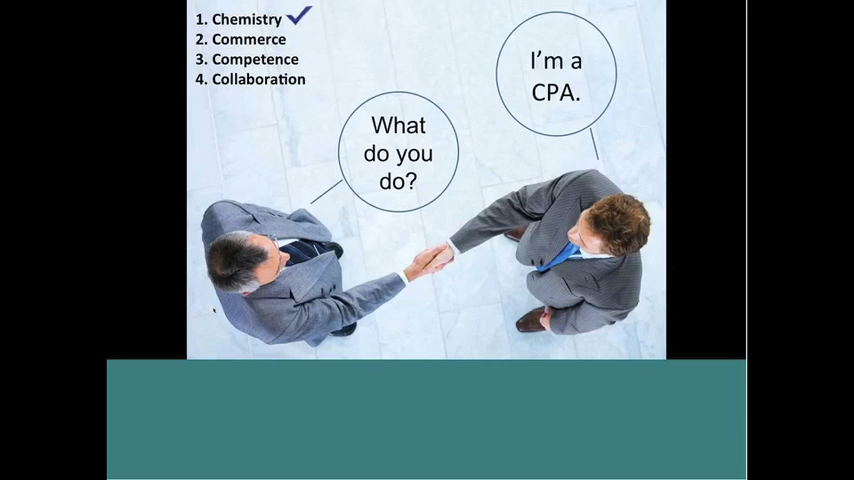 1. Chemistry
2. Commerce
3. Competence
4. Collaboration
I'm a
CPA.
What
do you
do?